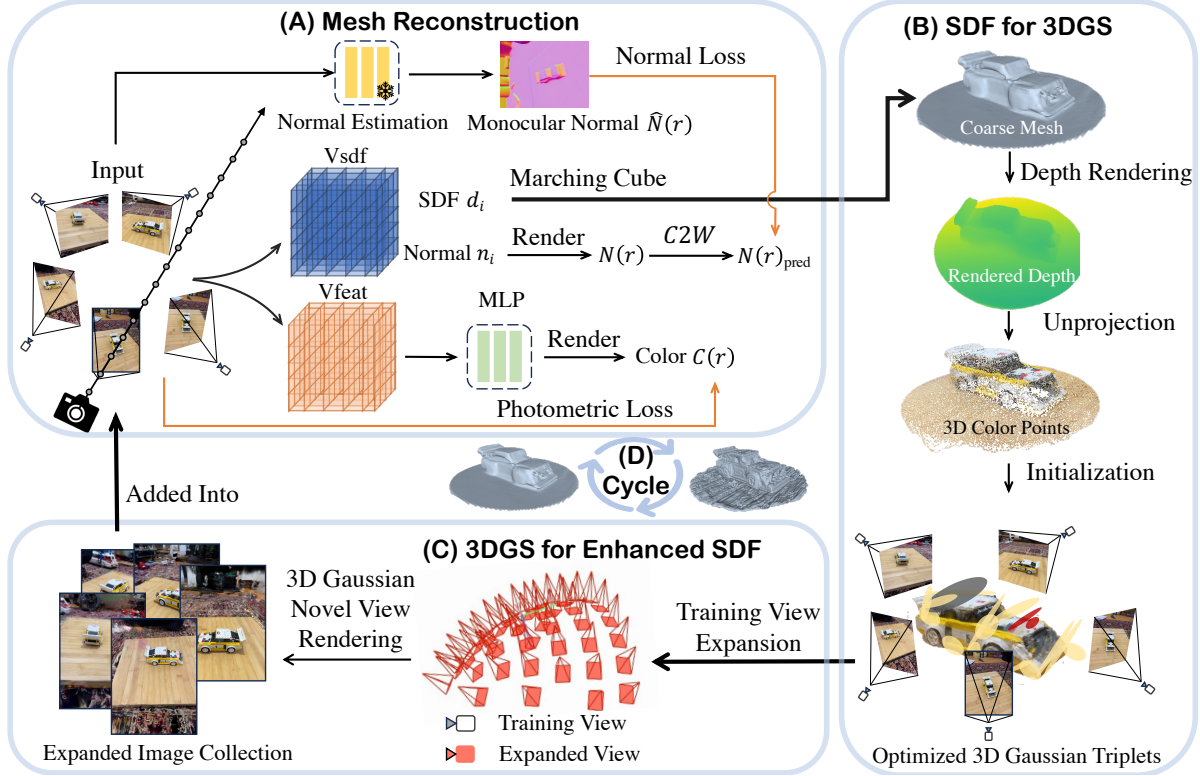 (A) Mesh Reconstruction
Normal Loss
Normal Estimation
Monocular Normal N̂(r)
Input
Vsdf
SDF dᵢ
Marching Cube
Normal nᵢ
Render
N(r)
C2W
N(r)pred
Vfeat
MLP
Render
Color C(r)
Photometric Loss
(B) SDF for 3DGS
Coarse Mesh
Depth Rendering
Rendered Depth
Unprojection
3D Color Points
Initialization
Optimized 3D Gaussian Triplets
(D)
Cycle
Added Into
(C) 3DGS for Enhanced SDF
Training View
Expansion
3D Gaussian
Novel View
Rendering
Training View
Expanded View
Expanded Image Collection